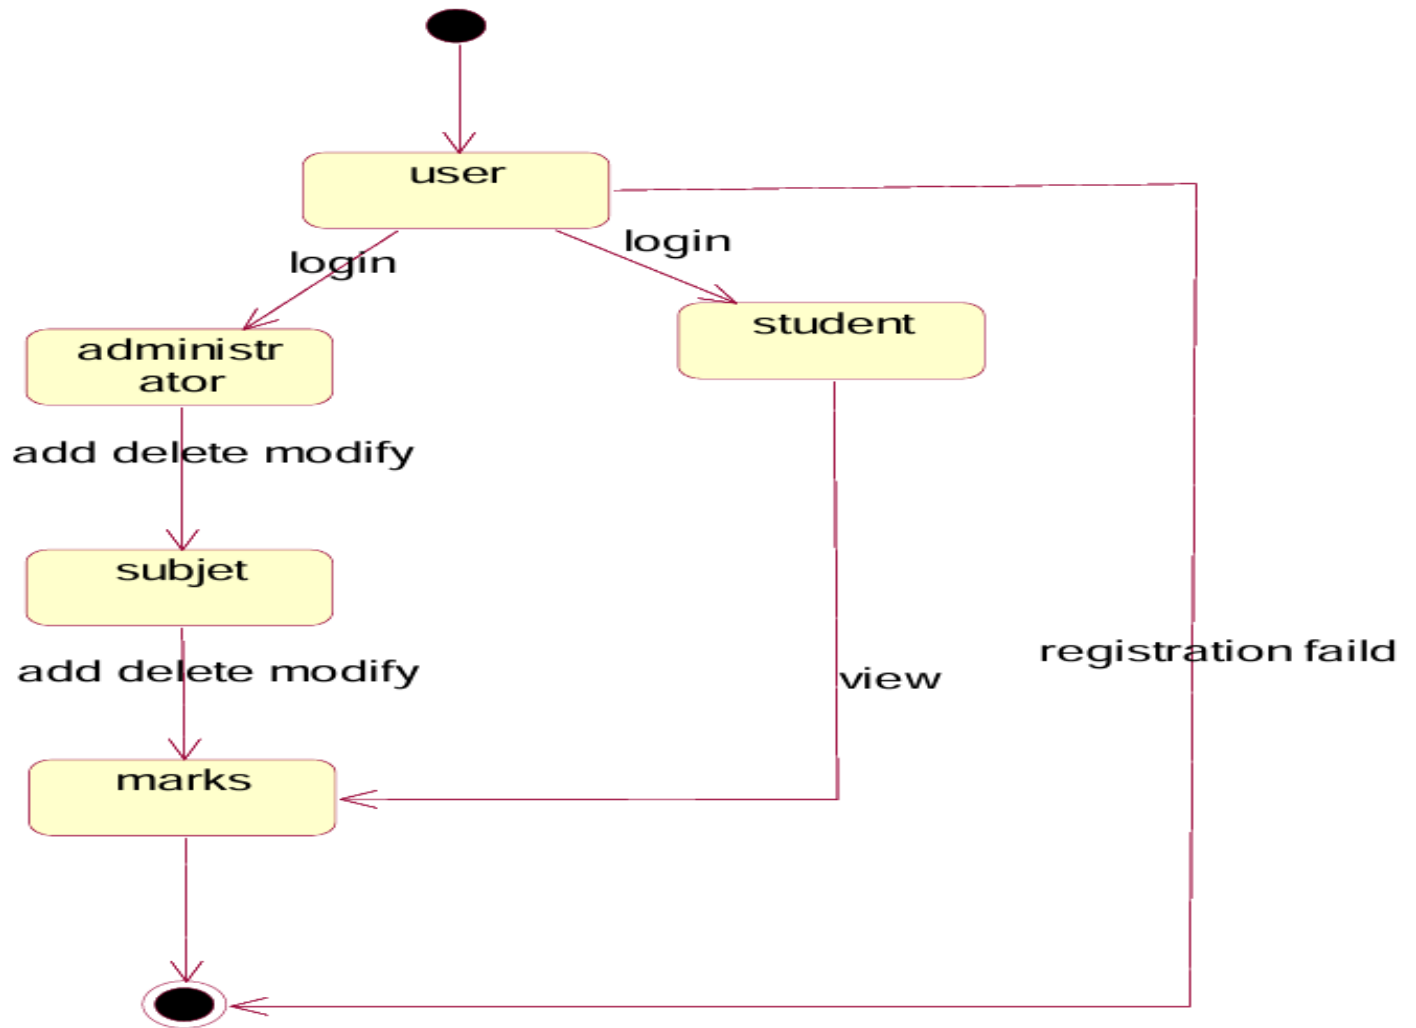 user
login
login
student
administr
ator
add delete modify
subjet
registration faild
add delete modify
view
marks